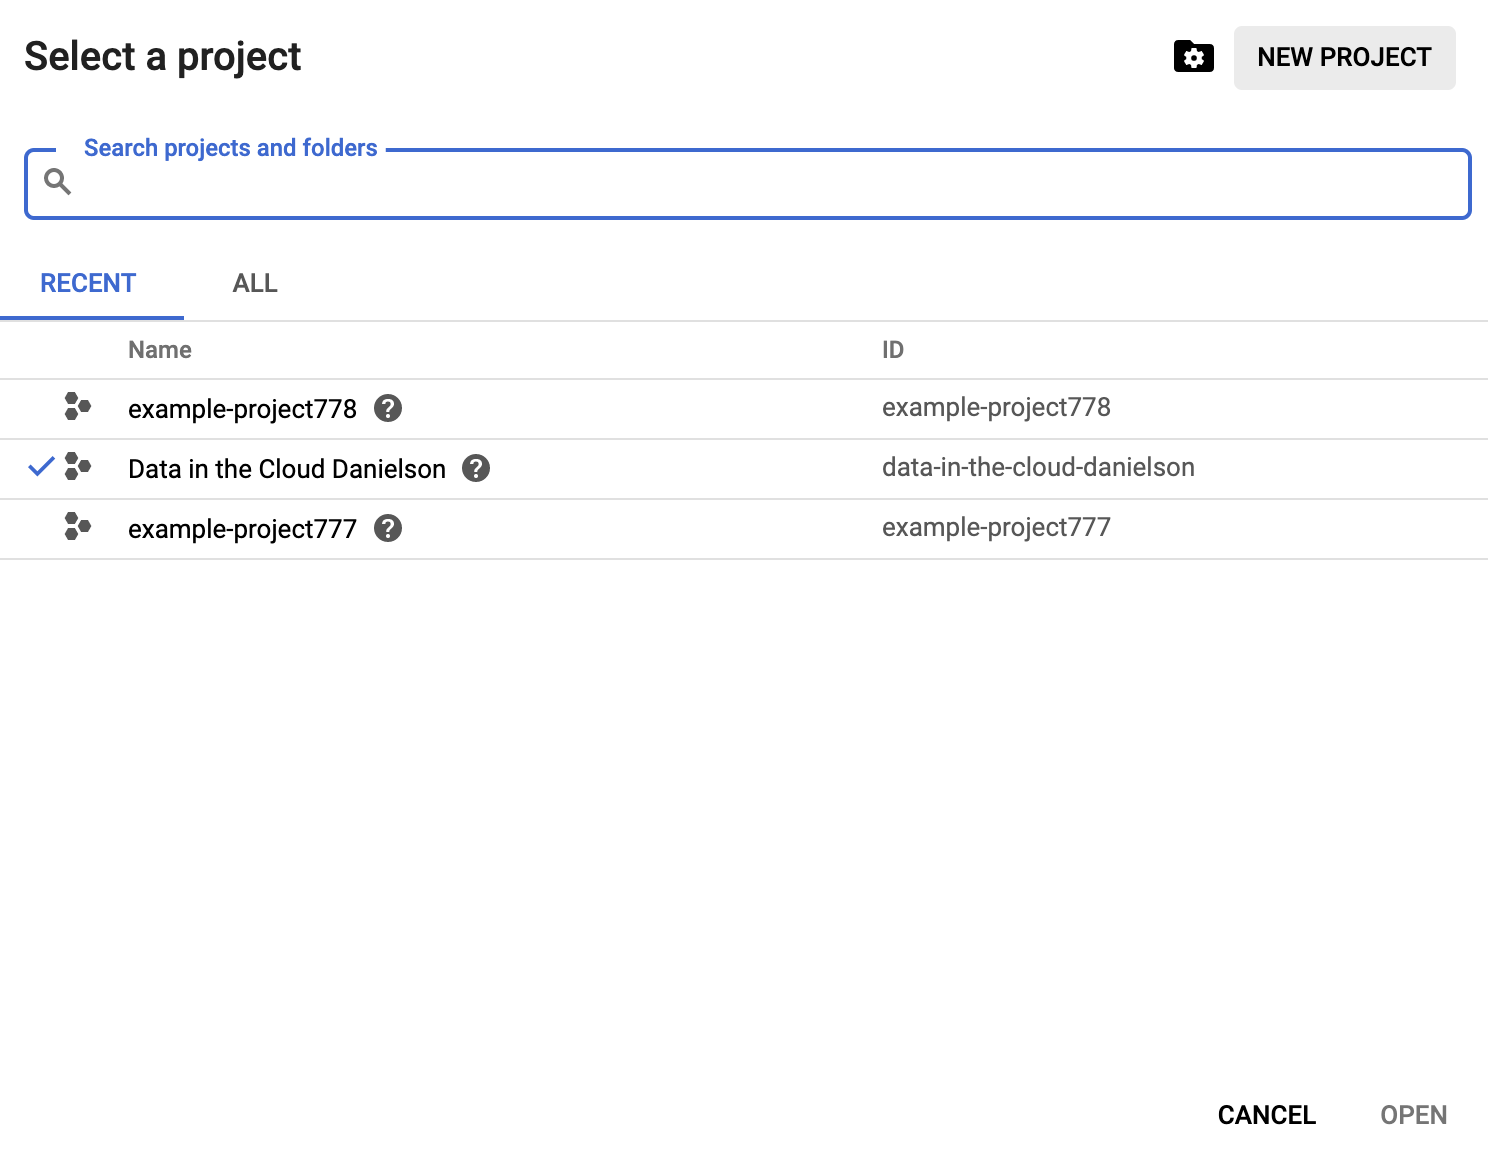 Select a project
NEW PROJECT
Search projects and folders
RECENT ALL
Name ID
example-project778 example-project778
Data in the Cloud Danielson data-in-the-cloud-danielson
example-project777 example-project777
CANCEL OPEN